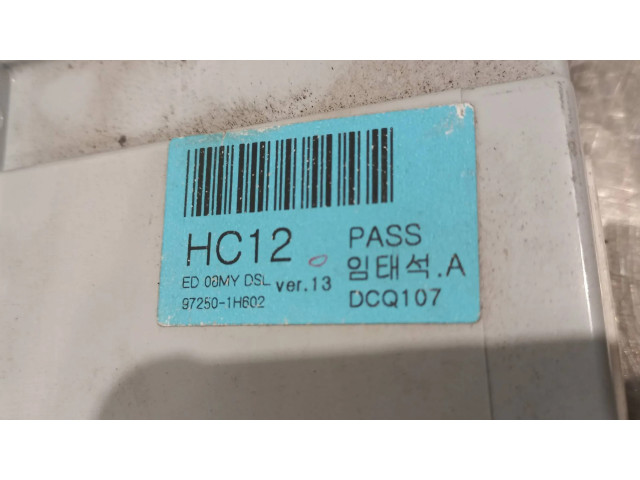 HC12
PASS
ED 08MY DSL ver.13
임태석.A
97250-1H602
DCQ107